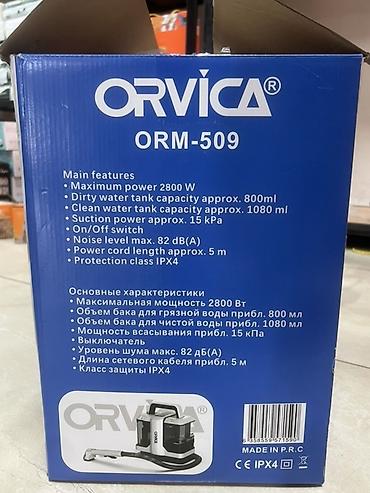 ORVICA®
ORM-509
Main features
• Maximum power 2800 W
• Dirty water tank capacity approx. 800ml
• Clean water tank capacity approx. 1080 ml
• Suction power approx. 15 kPa
• On/Off switch
• Noise level max. 82 dB(A)
• Power cord length approx. 5 m
• Protection class IPX4
Основные характеристики
• Максимальная мощность 2800 Вт
• Объем бака для грязной воды прибл. 800 мл
• Объем бака для чистой воды прибл. 1080 мл
• Мощность всасывания прибл. 15 кПа
• Выключатель
• Уровень шума макс. 82 дБ(А)
• Длина сетевого кабеля прибл. 5 м
• Класс защиты IPX4
ORVICA
MADE IN P.R.C
CE IPX4